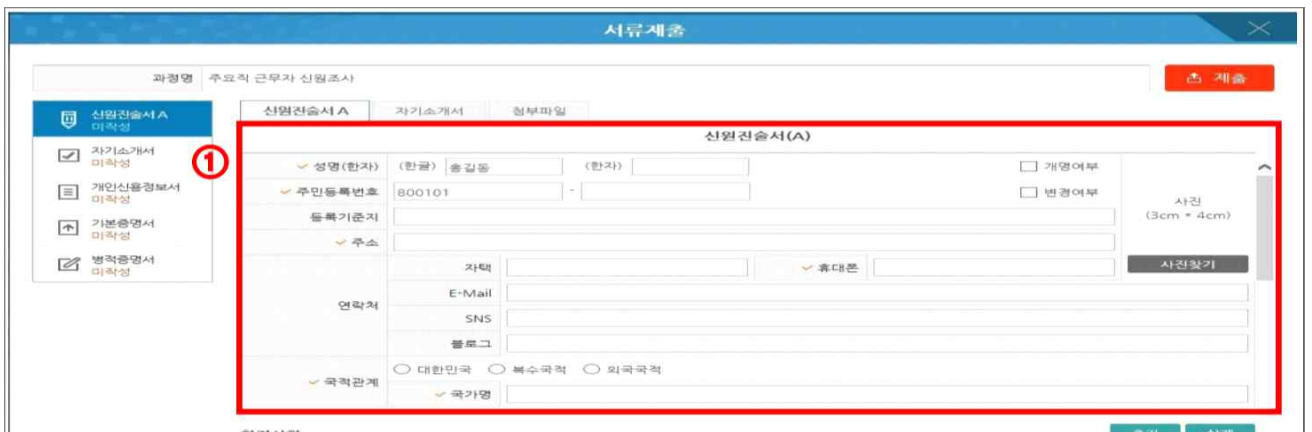 서류제출
과정명 주요직 근무자 신원조사 제출
신원진술서 A
미작성
자기소개서
미작성
개인신용정보서
미작성
기본증명서
미작성
병적증명서
미작성
신원진술서 A 자기소개서 첨부파일
①
신원진술서(A)
성명(한자) (한글) 홍길동 (한자) 개명여부
주민등록번호 800101 - 변경여부
사진
(3cm * 4cm)
등록기준지
주소
사진찾기
연락처
자택 휴대폰
E-Mail
SNS
블로그
국적관계
대한민국 복수국적 외국국적
국가명